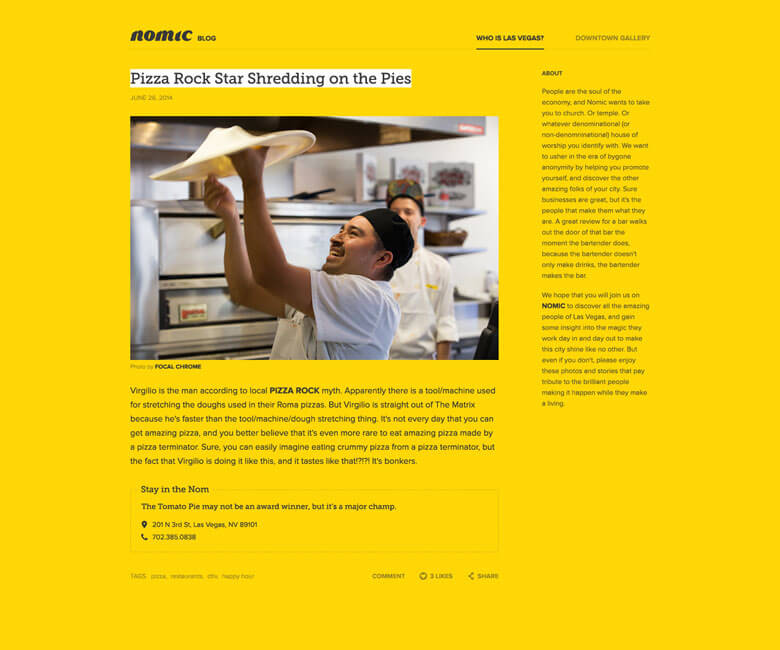 nomic BLOG
WHO IS LAS VEGAS?
DOWNTOWN GALLERY
Pizza Rock Star Shredding on the Pies
JUNE 26, 2014
Photo by FOCAL CHROME
Virgilio is the man according to local PIZZA ROCK myth. Apparently there is a tool/machine used
for stretching the doughs used in their Roma pizzas. But Virgilio is straight out of The Matrix
because he's faster than the tool/machine/dough stretching thing. It's not every day that you can
get amazing pizza, and you better believe that it's even more rare to eat amazing pizza made by
a pizza terminator. Sure, you can easily imagine eating crummy pizza from a pizza terminator, but
the fact that Virgilio is doing it like this, and it tastes like that!?!?! It's bonkers.
Stay in the Nom
The Tomato Pie may not be an award winner, but it's a major champ.
201 N 3rd St, Las Vegas, NV 89101
702.385.0838
TAGS pizza, restaurants, dtlv, happy hour
COMMENT
3 LIKES
SHARE
ABOUT
People are the soul of the
economy, and Nomic wants to take
you to church. Or temple. Or
whatever denominational (or
non-denomninational) house of
worship you identify with. We want
to usher in the era of bygone
anonymity by helping you promote
yourself, and discover the other
amazing folks of your city. Sure
businesses are great, but it's the
people that make them what they
are. A great review for a bar walks
out the door of that bar the
moment the bartender does,
because the bartender doesn't
only make drinks, the bartender
makes the bar.
We hope that you will join us on
NOMIC to discover all the amazing
people of Las Vegas, and gain
some insight into the magic they
work day in and day out to make
this city shine like no other. But
even if you don't, please enjoy
these photos and stories that pay
tribute to the brilliant people
making it happen while they make
a living.